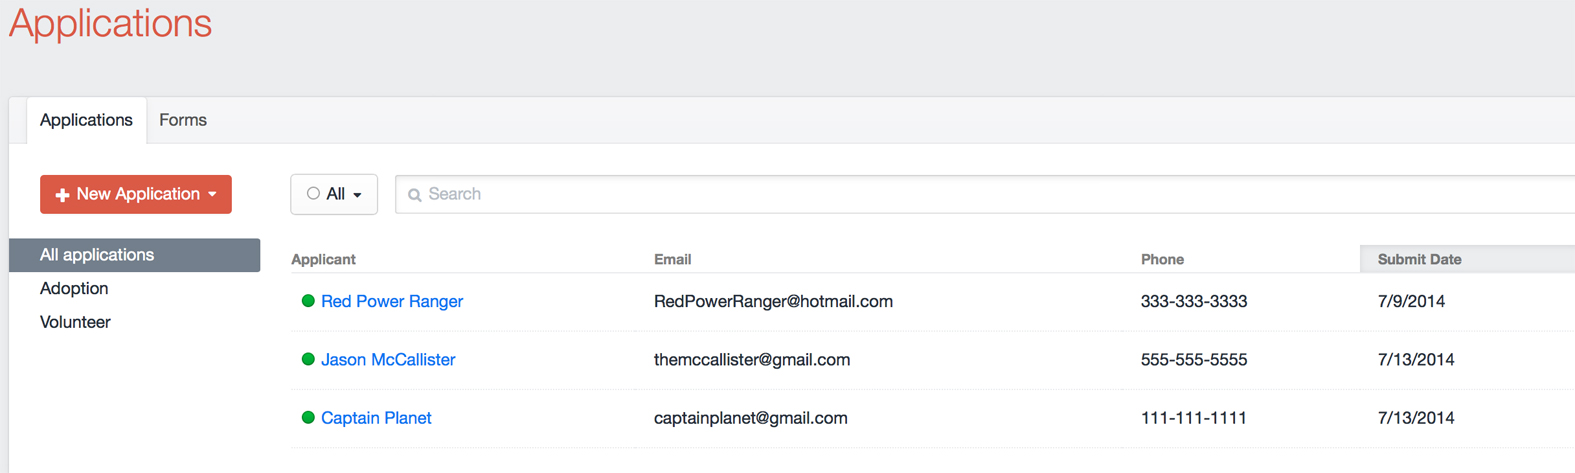 Applications
Applications Forms
New Application All Search
All applications
Adoption
Volunteer
Applicant Email Phone Submit Date
Red Power Ranger RedPowerRanger@hotmail.com 333-333-3333 7/9/2014
Jason McCallister themccallister@gmail.com 555-555-5555 7/13/2014
Captain Planet captainplanet@gmail.com 111-111-1111 7/13/2014